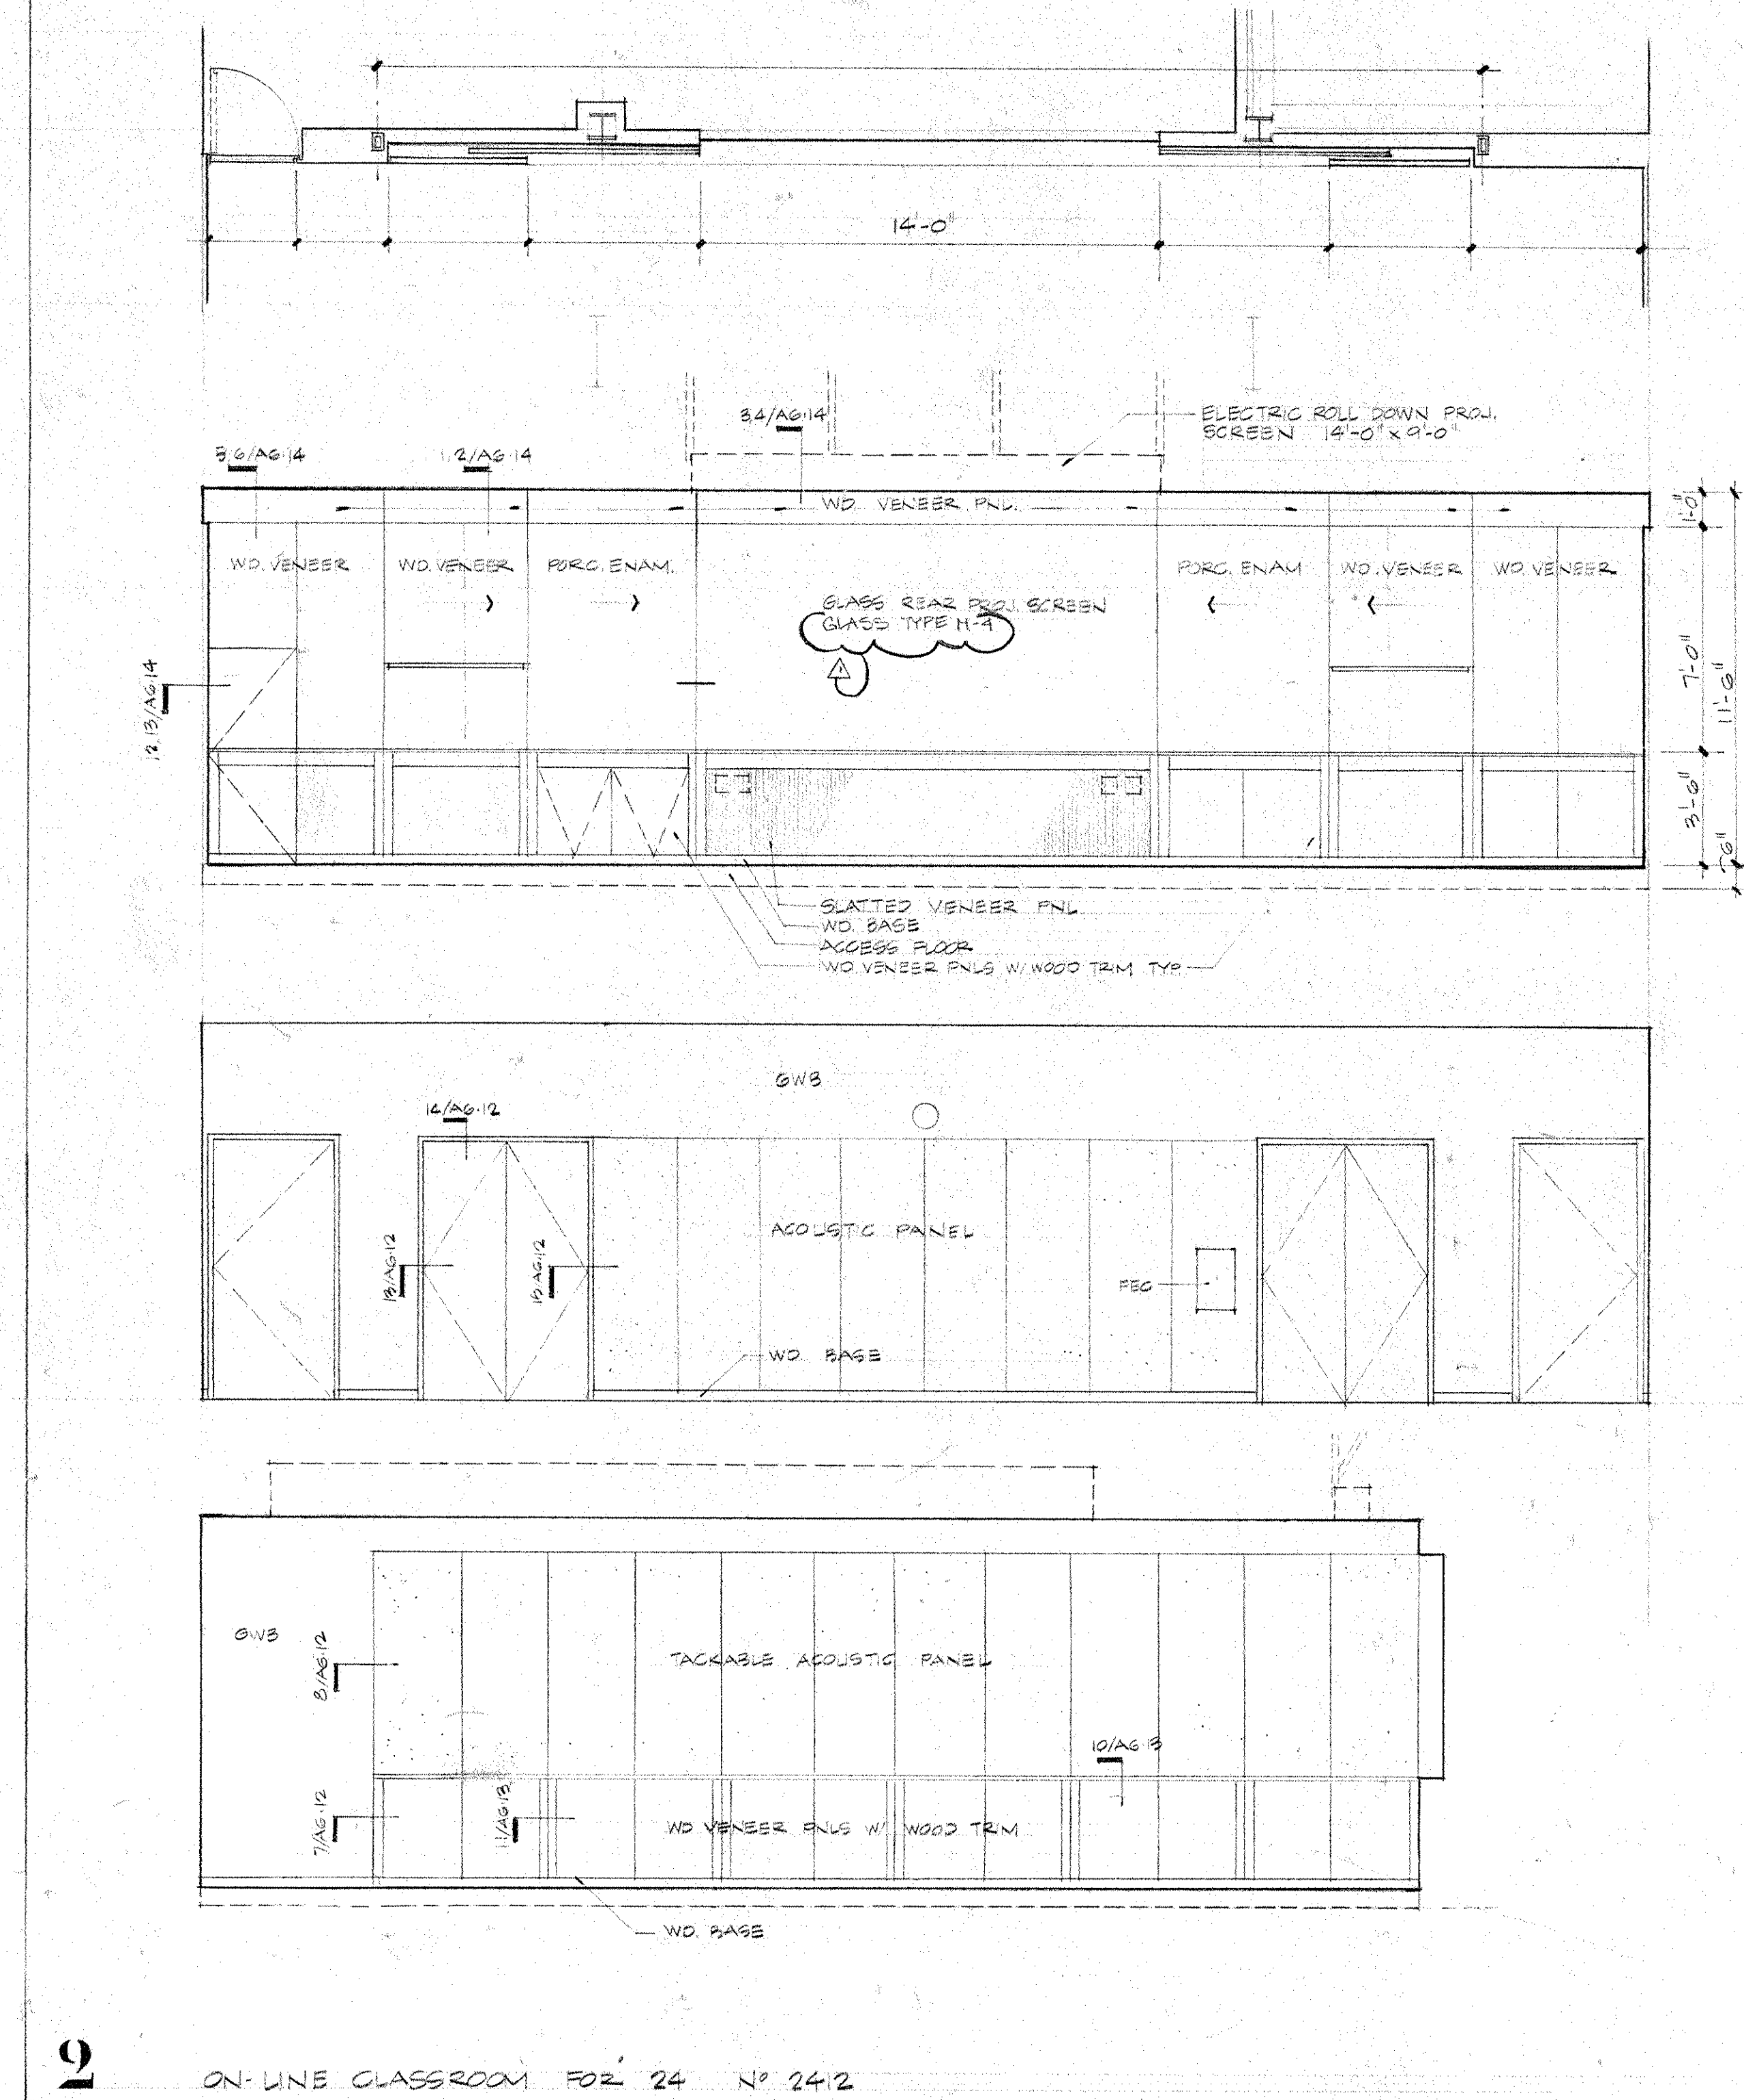 14'-0"
3,4/A6.14
ELECTRIC ROLL DOWN PROJ.
SCREEN 14'-0" x 9'-0"
5,6/A6.14
1,2/A6.14
WD. VENEER PNL.
1'-0"
WD. VENEER
WD. VENEER
PORC. ENAM.
PORC. ENAM
WD. VENEER
WD VENEER
GLASS REAR PROJ. SCREEN
GLASS TYPE H-4
12,13/A6.14
7'-0"
11'-6"
3'-6"
6"
SLATTED VENEER PNL
WD. BASE
ACCESS FLOOR
WD. VENEER PNLS W/ WOOD TRIM TYP
GWB
14/A6.12
ACOUSTIC PANEL
13/A6.12
15/A6.12
FEC
WD. BASE
GWB
8/A6.12
TACKABLE ACOUSTIC PANEL
10/A6.13
7/A6.12
11/A6.13
WD VENEER PNLS W/ WOOD TRIM
WD. BASE
2
ON-LINE CLASSROOM FOR 24 Nº 2412